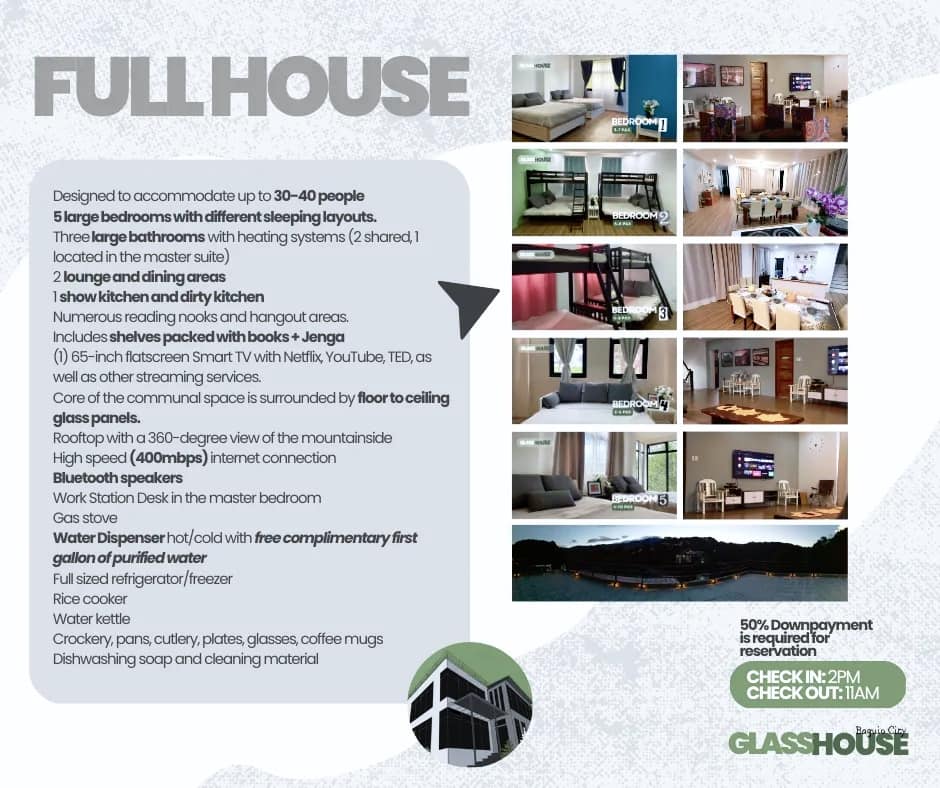 FULL HOUSE
Designed to accommodate up to 30-40 people
5 large bedrooms with different sleeping layouts.
Three large bathrooms with heating systems (2 shared, 1
located in the master suite)
2 lounge and dining areas
1 show kitchen and dirty kitchen
Numerous reading nooks and hangout areas.
Includes shelves packed with books + Jenga
(1) 65-inch flatscreen Smart TV with Netflix, YouTube, TED, as
well as other streaming services.
Core of the communal space is surrounded by floor to ceiling
glass panels.
Rooftop with a 360-degree view of the mountainside
High speed (400mbps) internet connection
Bluetooth speakers
Work Station Desk in the master bedroom
Gas stove
Water Dispenser hot/cold with free complimentary first
gallon of purified water
Full sized refrigerator/freezer
Rice cooker
Water kettle
Crockery, pans, cutlery, plates, glasses, coffee mugs
Dishwashing soap and cleaning material
GLASSHOUSE
BEDROOM 1
GLASSHOUSE
BEDROOM 2
GLASSHOUSE
BEDROOM 3
GLASSHOUSE
BEDROOM 4
GLASSHOUSE
BEDROOM 5
50% Downpayment
is required for
reservation
CHECK IN: 2PM
CHECK OUT: 11AM
Baguio City
GLASSHOUSE